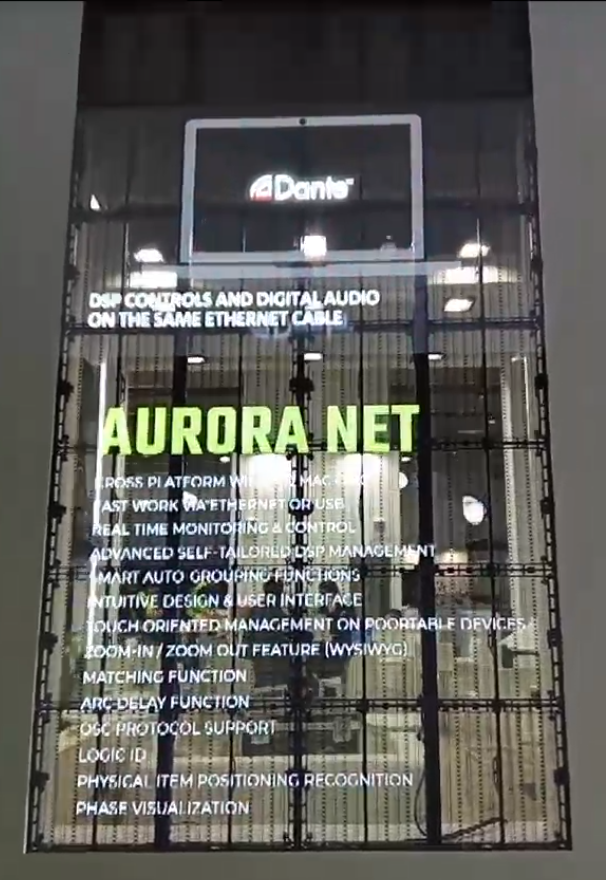 Dante™
DSP CONTROLS AND DIGITAL AUDIO
ON THE SAME ETHERNET CABLE
AURORA NET
CROSS PLATFORM MAC
FAST WORK VIA ETHERNET OR USB
REAL TIME MONITORING & CONTROL
ADVANCED SELF-TAILORED DSP MANAGEMENT
SMART AUTO GROUPING FUNCTIONS
INTUITIVE DESIGN & USER INTERFACE
TOUCH ORIENTED MANAGEMENT ON POORTABLE DEVICES
ZOOM-IN / ZOOM OUT FEATURE (WYSIWYG)
MATCHING FUNCTION
ARC-DELAY FUNCTION
OSC PROTOCOL SUPPORT
LOGIC ID
PHYSICAL ITEM POSITIONING RECOGNITION
PHASE VISUALIZATION